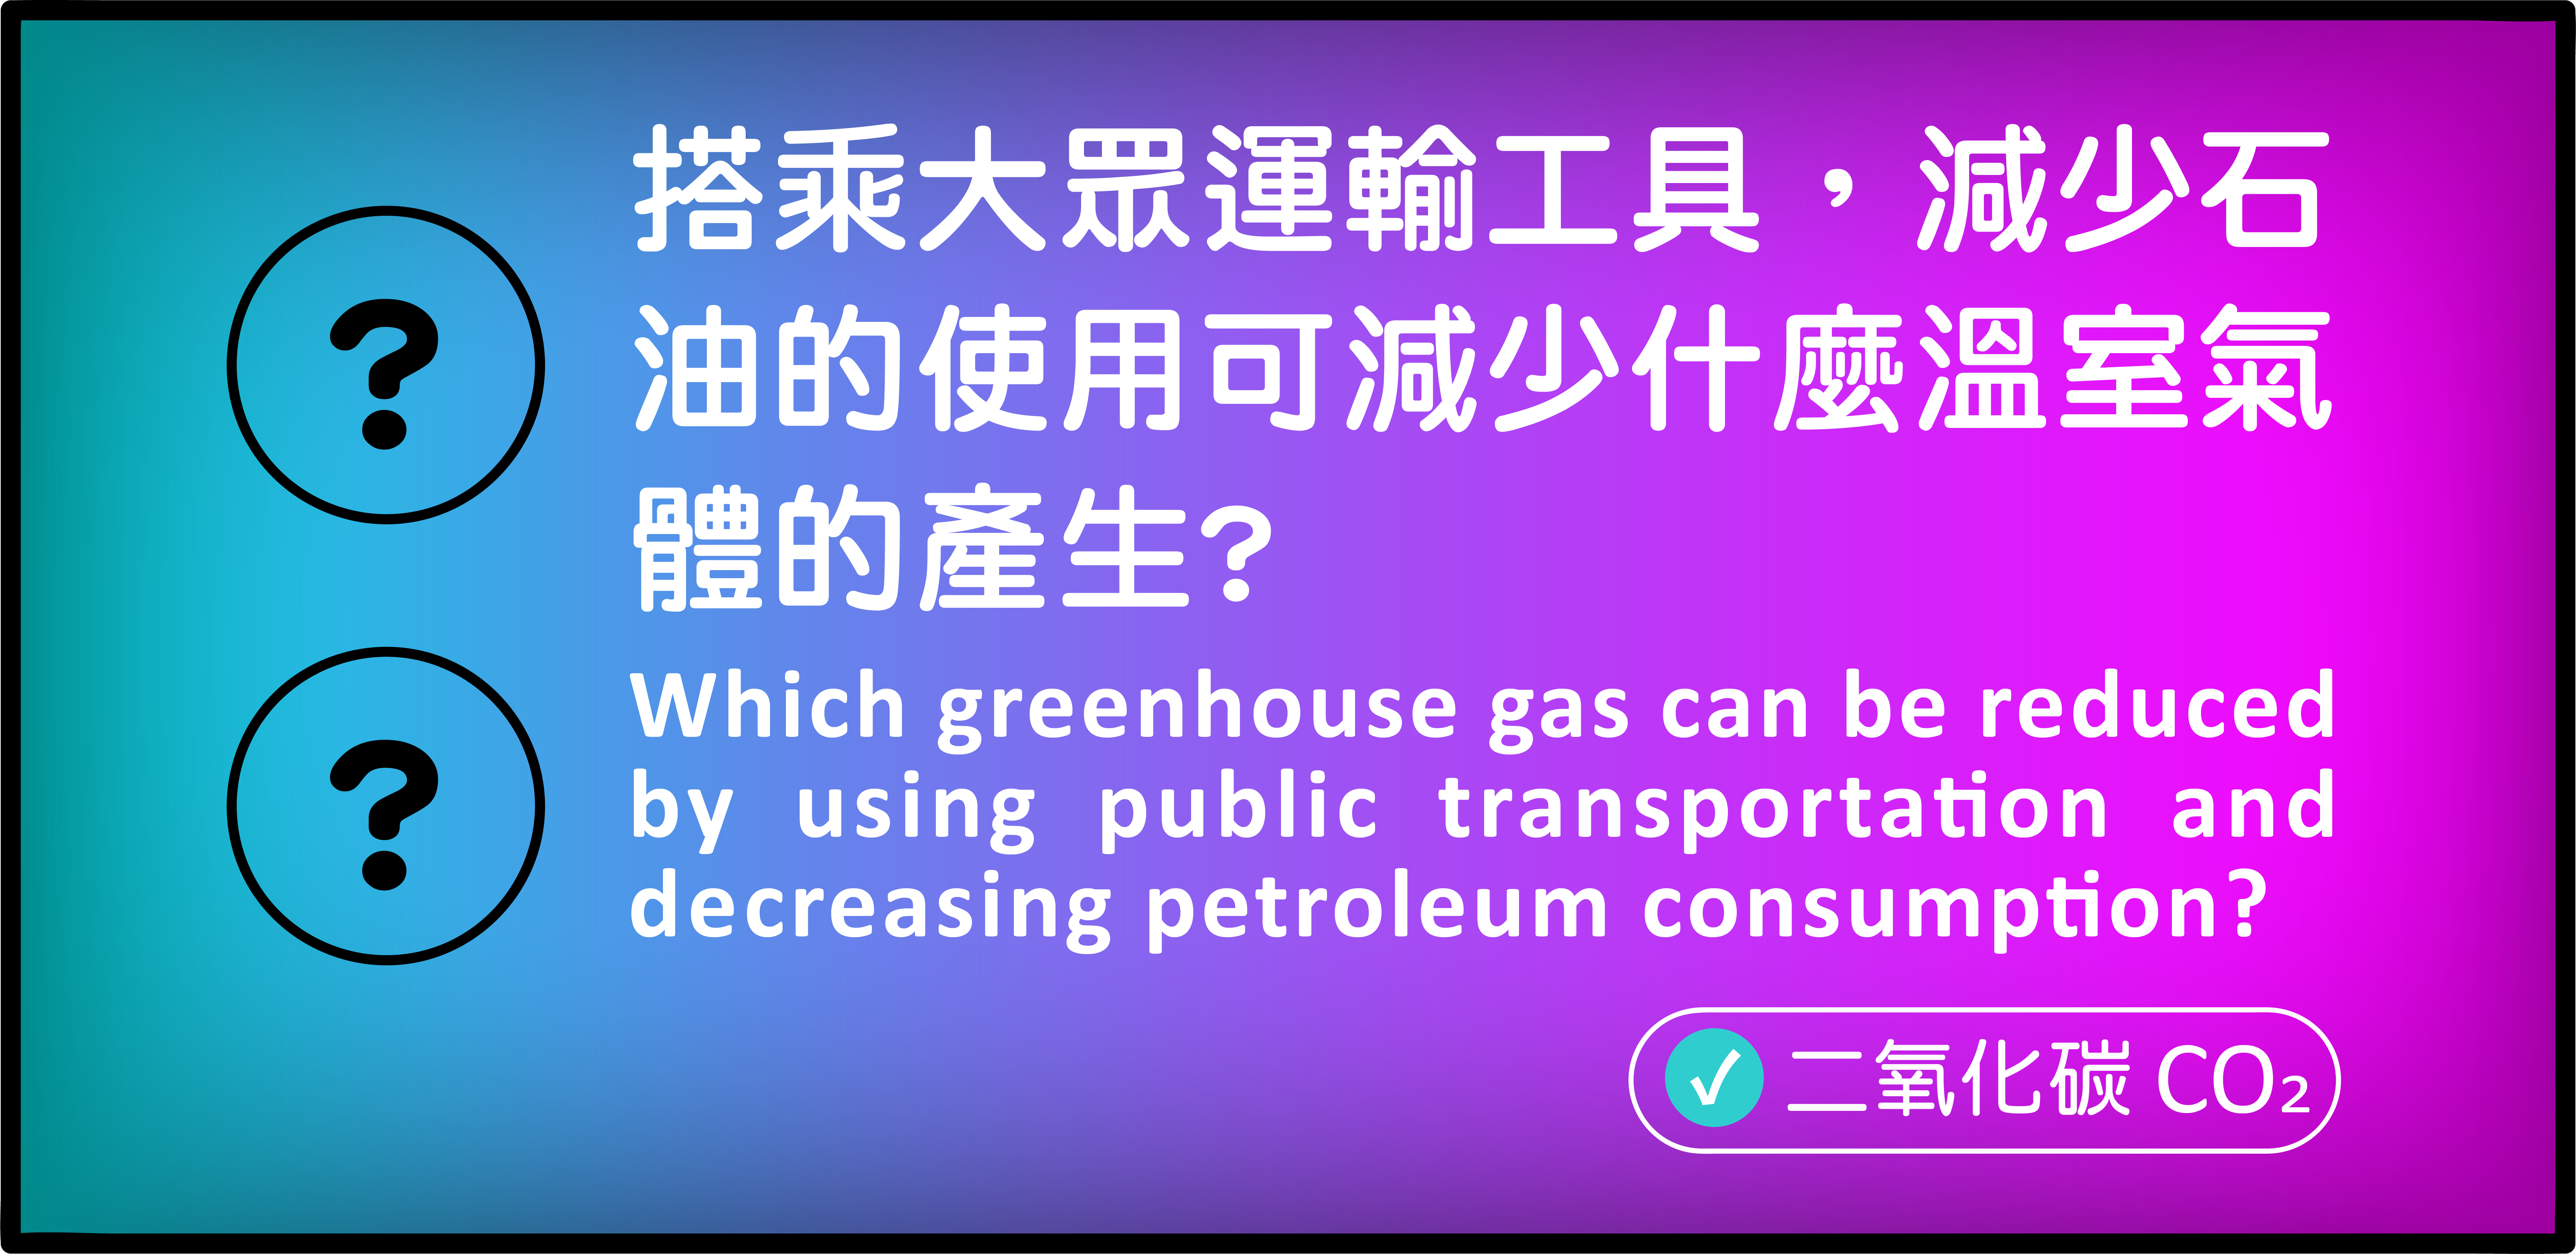 搭乘大眾運輸工具，減少石
油的使用可減少什麼溫室氣
體的產生?
Which greenhouse gas can be reduced
by using public transportation and
decreasing petroleum consumption?
二氧化碳 CO₂
?
?